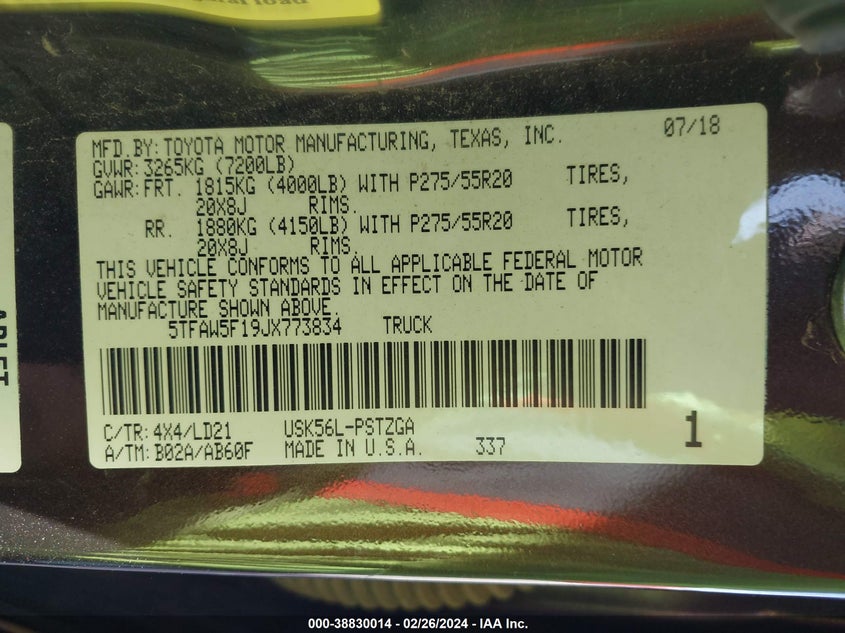 MFD.BY: TOYOTA MOTOR MANUFACTURING, TEXAS, INC. 07/18
GVWR: 3265KG (7200LB)
GAWR: FRT. 1815KG (4000LB) WITH P275/55R20 TIRES,
20X8J RIMS.
RR. 1880KG (4150LB) WITH P275/55R20 TIRES,
20X8J RIMS.
THIS VEHICLE CONFORMS TO ALL APPLICABLE FEDERAL MOTOR
VEHICLE SAFETY STANDARDS IN EFFECT ON THE DATE OF
MANUFACTURE SHOWN ABOVE.
5TFAW5F19JX773834 TRUCK
C/TR: 4X4/LD21 USK56L-PSTZGA 1
A/TM: B02A/AB60F MADE IN U.S.A. 337
000-38830014 - 02/26/2024 - IAA Inc.